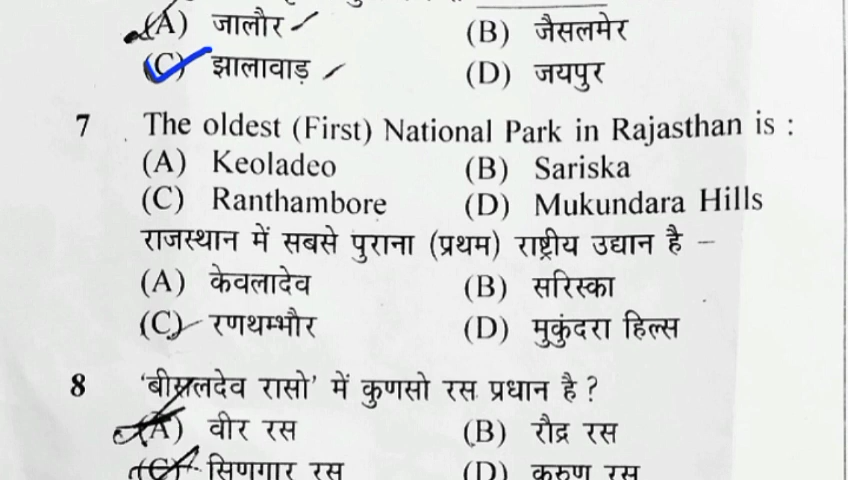 (A) जालौर (B) जैसलमेर
(C) झालावाड़ (D) जयपुर
7 The oldest (First) National Park in Rajasthan is :
(A) Keoladeo (B) Sariska
(C) Ranthambore (D) Mukundara Hills
राजस्थान में सबसे पुराना (प्रथम) राष्ट्रीय उद्यान है –
(A) केवलादेव (B) सरिस्का
(C) रणथम्भौर (D) मुकुंदरा हिल्स
8 'बीसलदेव रासो' में कुणसो रस प्रधान है ?
(A) वीर रस (B) रौद्र रस
(C) सिणगार रस (D) करुण रस